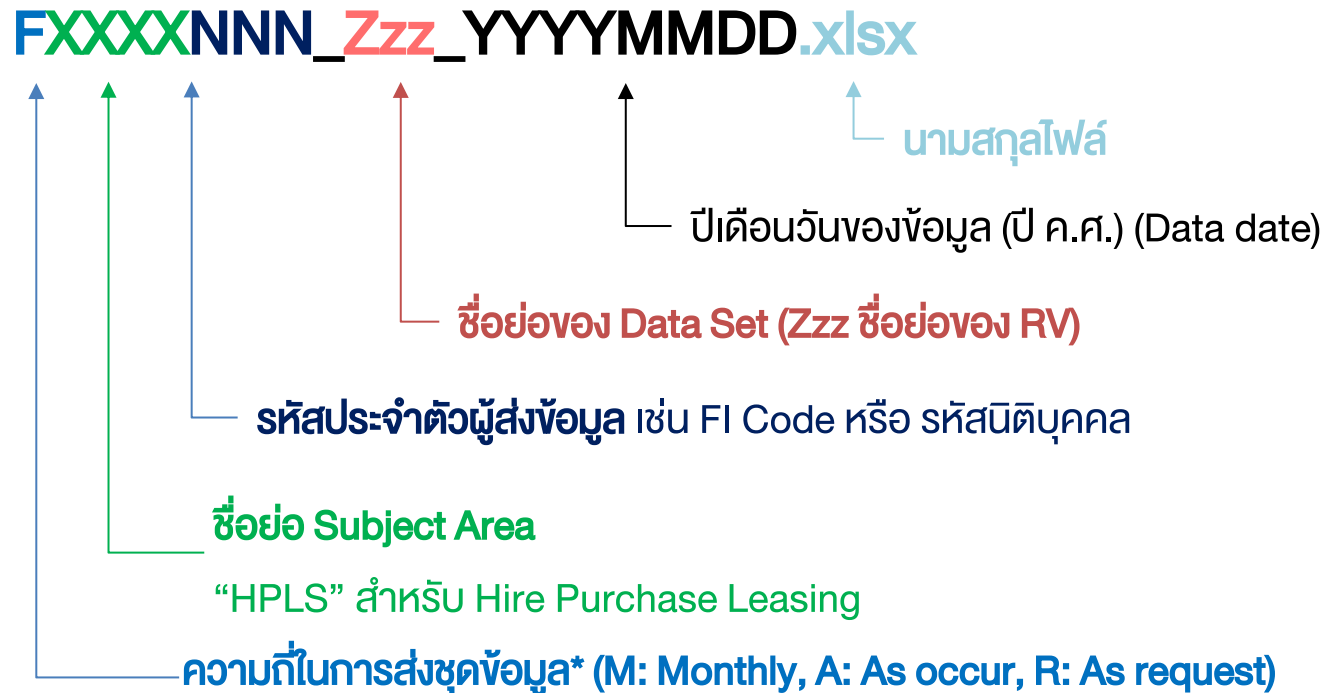 FXXXXNNN_Zzz_YYYYMMDD.xlsx
นามสกุลไฟล์
ปีเดือนวันของข้อมูล (ปี ค.ศ.) (Data date)
ชื่อย่อของ Data Set (Zzz ชื่อย่อของ RV)
รหัสประจำตัวผู้ส่งข้อมูล เช่น FI Code หรือ รหัสนิติบุคคล
ชื่อย่อ Subject Area
“HPLS” สำหรับ Hire Purchase Leasing
ความถี่ในการส่งชุดข้อมูล* (M: Monthly, A: As occur, R: As request)